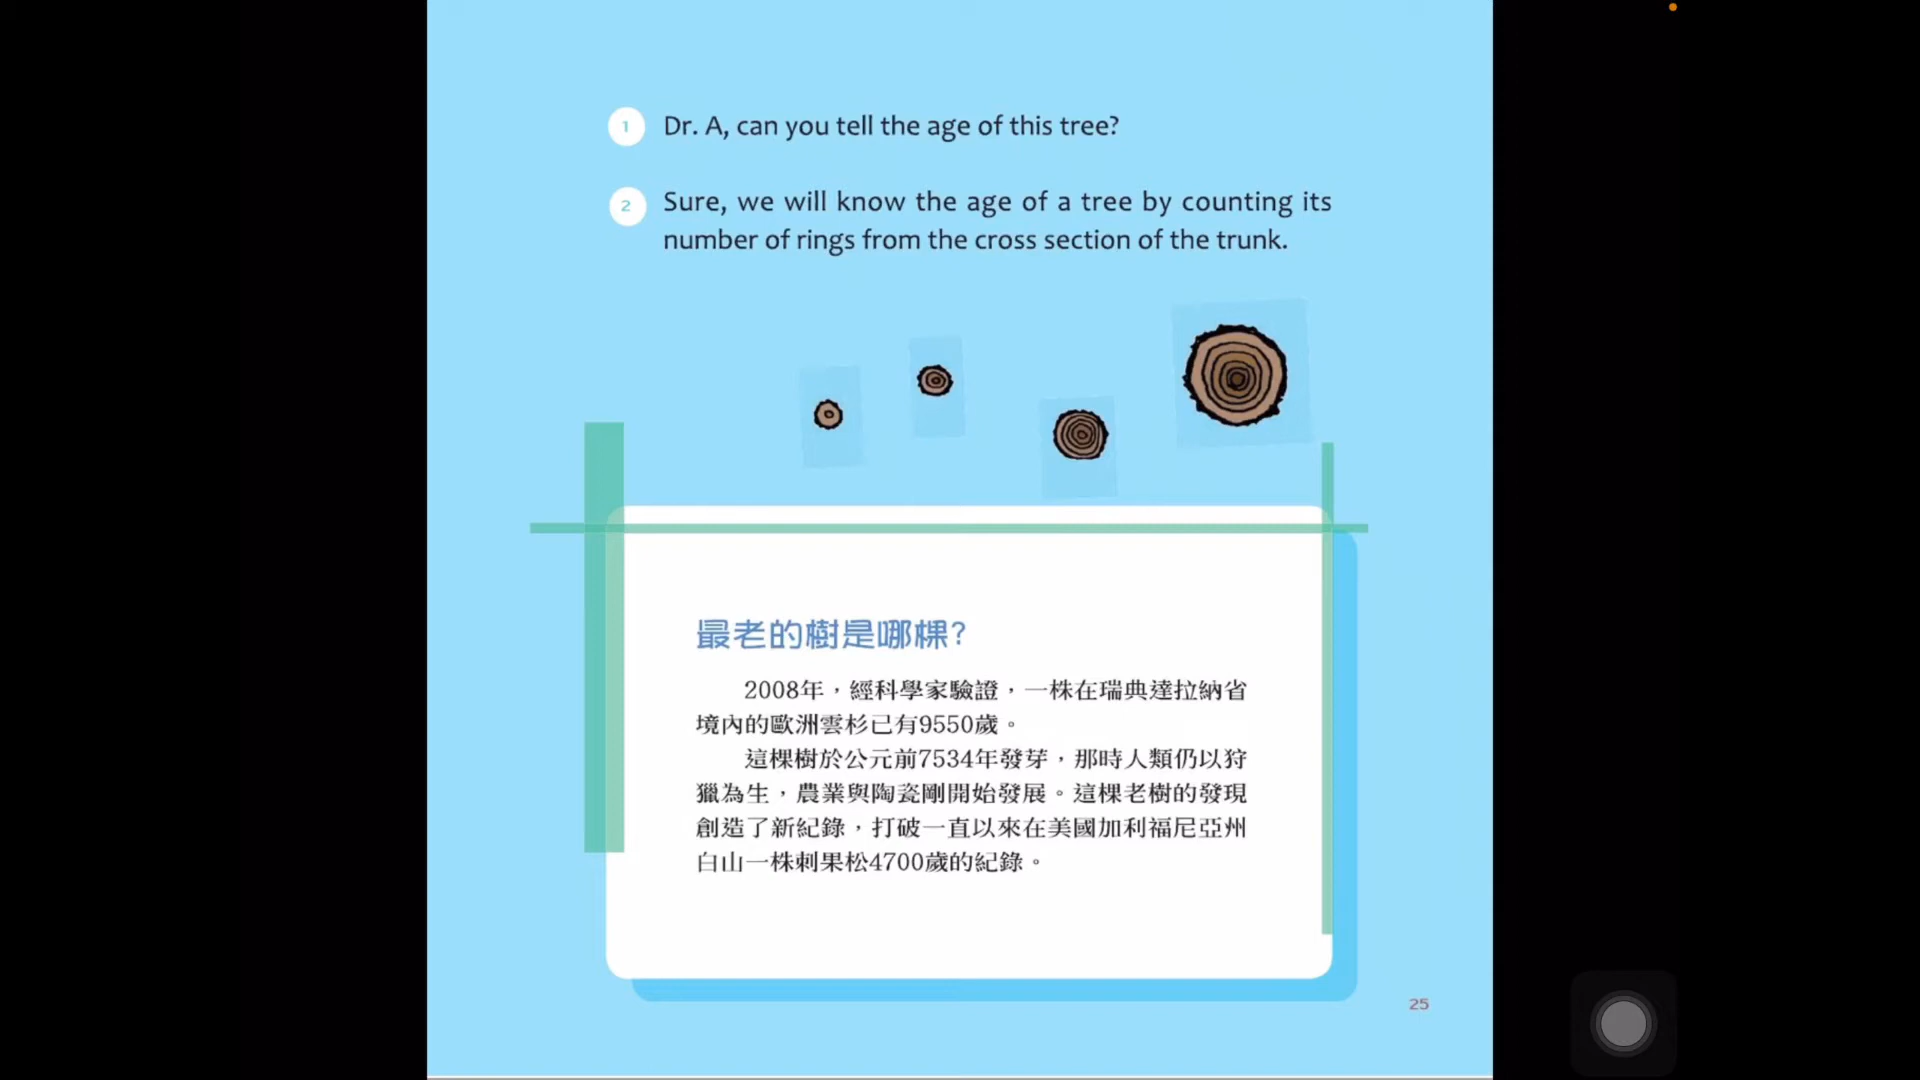 1 Dr. A, can you tell the age of this tree?
2 Sure, we will know the age of a tree by counting its
number of rings from the cross section of the trunk.
最老的樹是哪棵?
2008年，經科學家驗證，一株在瑞典達拉納省
境內的歐洲雲杉已有9550歲。
這棵樹於公元前7534年發芽，那時人類仍以狩
獵為生，農業與陶瓷剛開始發展。這棵老樹的發現
創造了新紀錄，打破一直以來在美國加利福尼亞州
白山一株刺果松4700歲的紀錄。
25